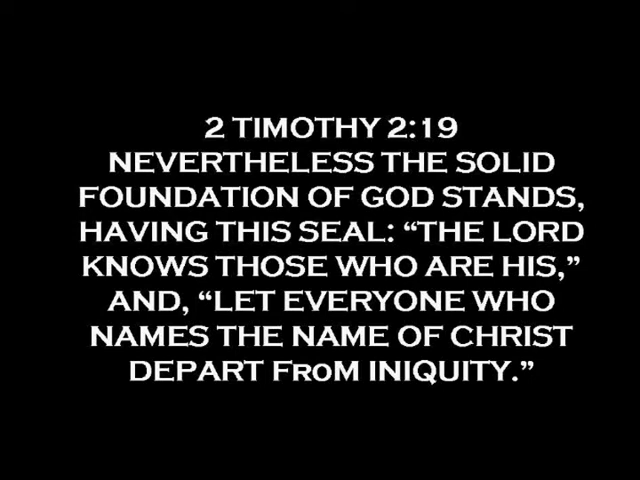 2 TIMOTHY 2:19
NEVERTHELESS THE SOLID
FOUNDATION OF GOD STANDS,
HAVING THIS SEAL: “THE LORD
KNOWS THOSE WHO ARE HIS,”
AND, “LET EVERYONE WHO
NAMES THE NAME OF CHRIST
DEPART FroM INIQUITY.”